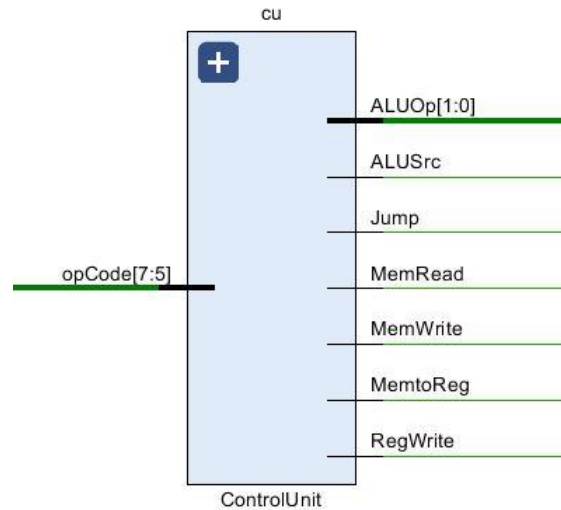 cu
ALUOp[1:0]
ALUSrc
Jump
opCode[7:5]
MemRead
MemWrite
MemtoReg
RegWrite
ControlUnit